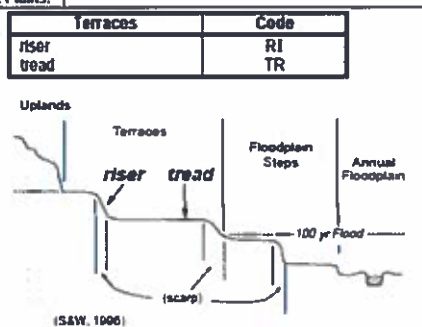 Terraces Code
riser RI
tread TR
Uplands
Terraces
Floodplain
Steps
Annual
Floodplain
riser tread
100 yr Flood
(scarp)
(S&W, 1996)